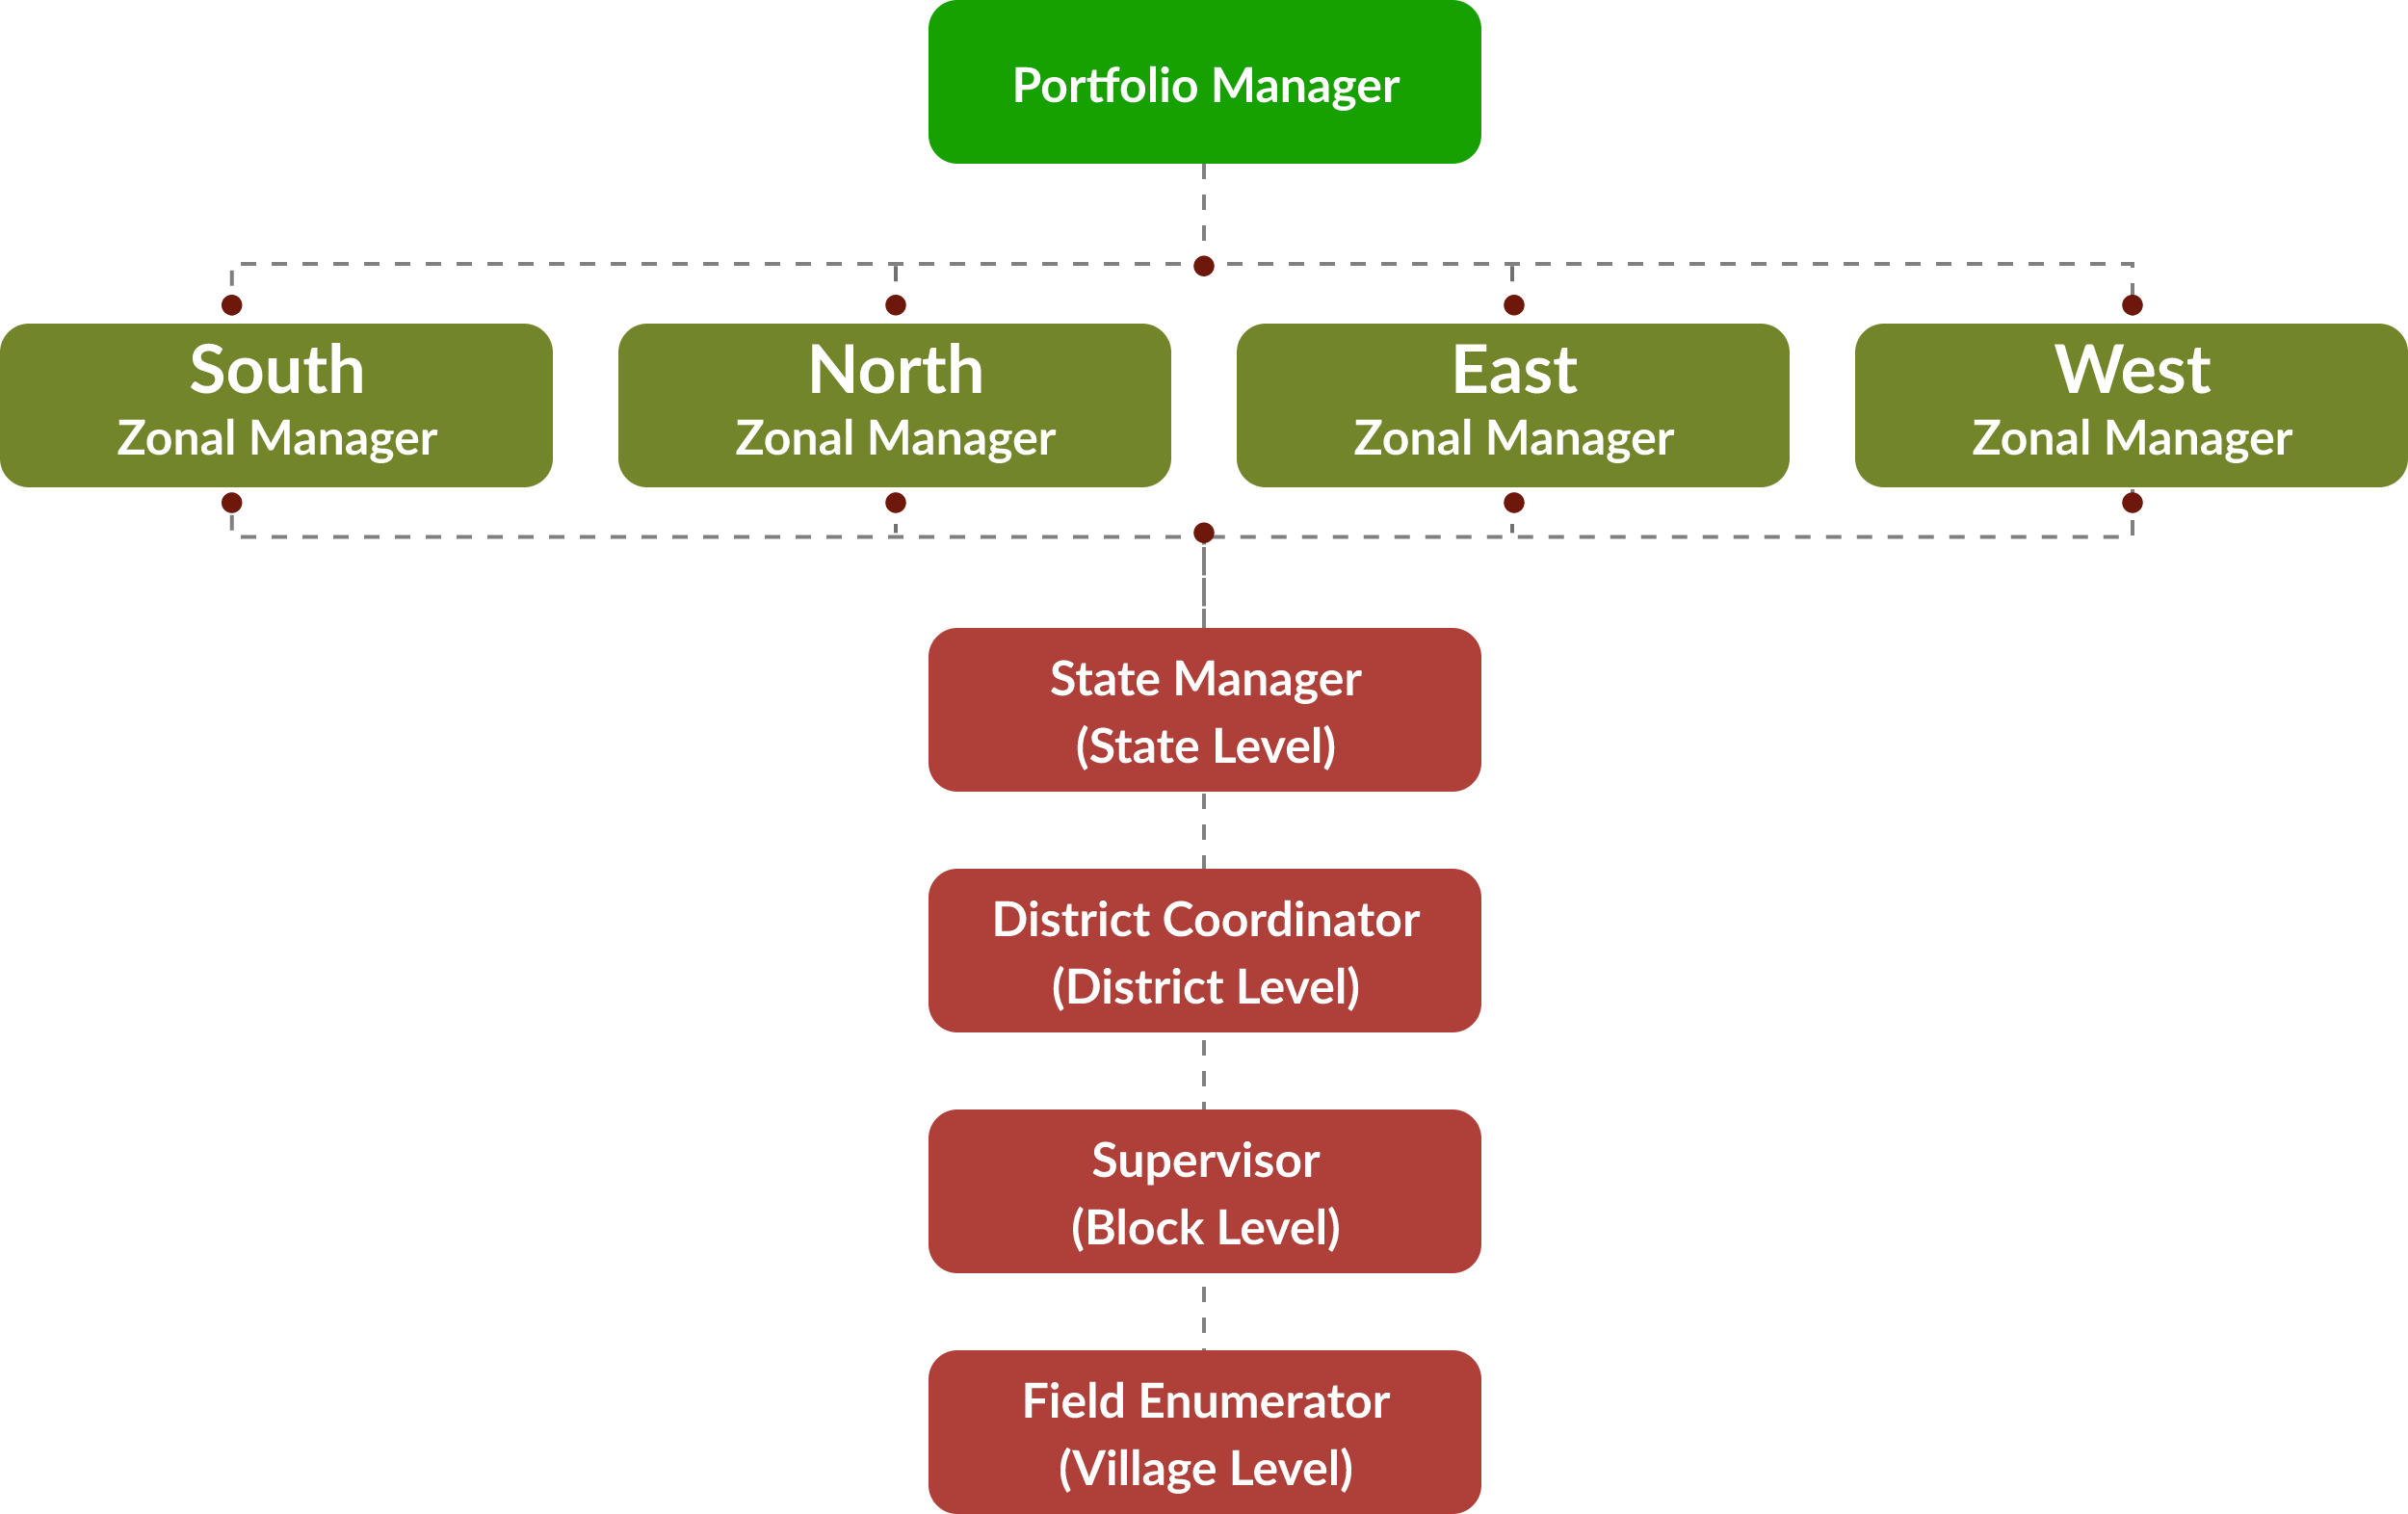 Portfolio Manager
South
Zonal Manager
North
Zonal Manager
East
Zonal Manager
West
Zonal Manager
State Manager
(State Level)
District Coordinator
(District Level)
Supervisor
(Block Level)
Field Enumerator
(Village Level)